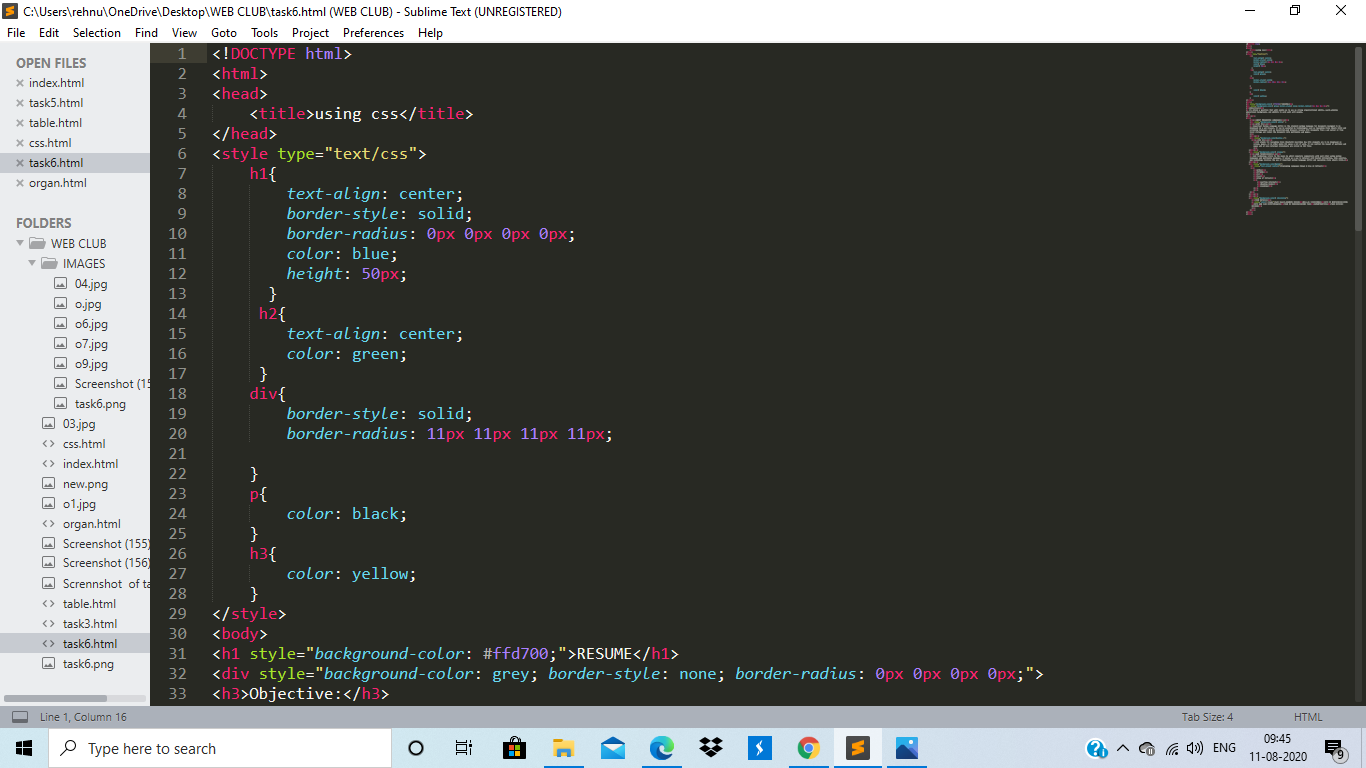 C:\Users\rehnu\OneDrive\Desktop\WEB CLUB\task6.html (WEB CLUB) - Sublime Text (UNREGISTERED)
File Edit Selection Find View Goto Tools Project Preferences Help
OPEN FILES
index.html
task5.html
table.html
css.html
task6.html
organ.html
FOLDERS
WEB CLUB
IMAGES
04.jpg
o.jpg
o6.jpg
o7.jpg
o9.jpg
Screenshot (15
task6.png
03.jpg
css.html
index.html
new.png
o1.jpg
organ.html
Screenshot (155)
Screenshot (156)
Scrennshot of ta
table.html
task3.html
task6.html
task6.png
1 <!DOCTYPE html>
2 <html>
3 <head>
4 <title>using css</title>
5 </head>
6 <style type="text/css">
7 h1{
8 text-align: center;
9 border-style: solid;
10 border-radius: 0px 0px 0px 0px;
11 color: blue;
12 height: 50px;
13 }
14 h2{
15 text-align: center;
16 color: green;
17 }
18 div{
19 border-style: solid;
20 border-radius: 11px 11px 11px 11px;
21
22 }
23 p{
24 color: black;
25 }
26 h3{
27 color: yellow;
28 }
29 </style>
30 <body>
31 <h1 style="background-color: #ffd700;">RESUME</h1>
32 <div style="background-color: grey; border-style: none; border-radius: 0px 0px 0px 0px;">
33 <h3>Objective:</h3>
Line 1, Column 16 Tab Size: 4 HTML
Type here to search
ENG
09:45
11-08-2020
9